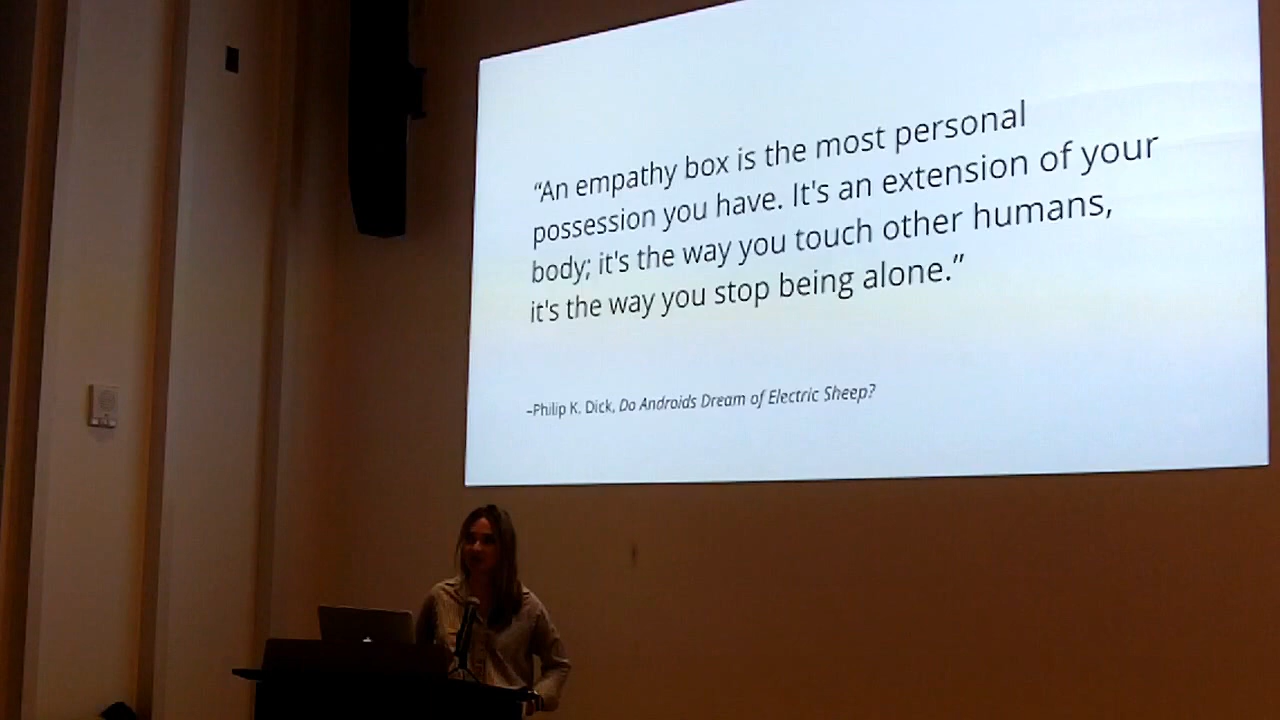 “An empathy box is the most personal
possession you have. It's an extension of your
body; it's the way you touch other humans,
it's the way you stop being alone.”
–Philip K. Dick, Do Androids Dream of Electric Sheep?